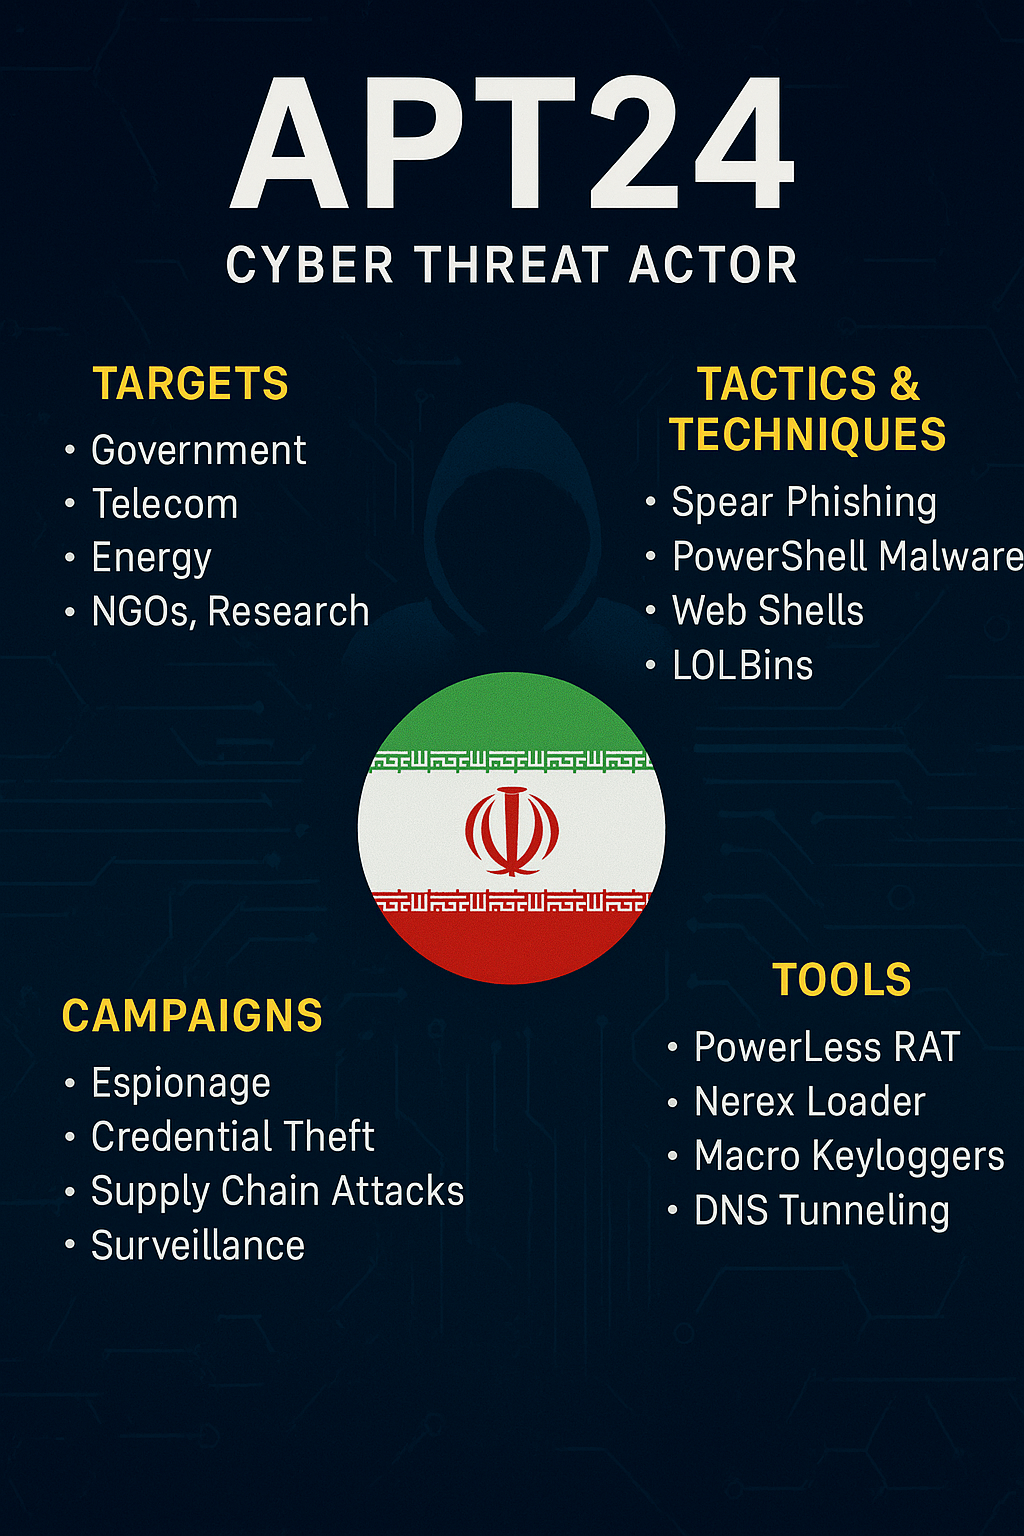 APT24
CYBER THREAT ACTOR
TARGETS
• Government
• Telecom
• Energy
• NGOs, Research
TACTICS &
TECHNIQUES
• Spear Phishing
• PowerShell Malware
• Web Shells
• LOLBins
CAMPAIGNS
• Espionage
• Credential Theft
• Supply Chain Attacks
• Surveillance
TOOLS
• PowerLess RAT
• Nerex Loader
• Macro Keyloggers
• DNS Tunneling